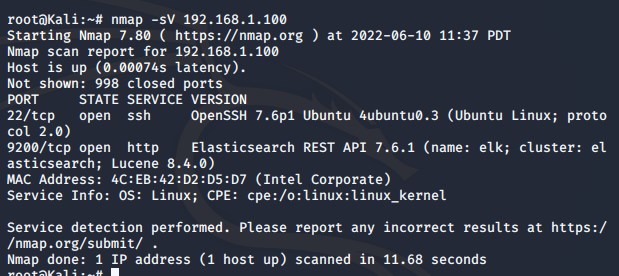 root@Kali:~# nmap -sV 192.168.1.100
Starting Nmap 7.80 ( https://nmap.org ) at 2022-06-10 11:37 PDT
Nmap scan report for 192.168.1.100
Host is up (0.00074s latency).
Not shown: 998 closed ports
PORT     STATE SERVICE VERSION
22/tcp   open  ssh     OpenSSH 7.6p1 Ubuntu 4ubuntu0.3 (Ubuntu Linux; proto
col 2.0)
9200/tcp open  http    Elasticsearch REST API 7.6.1 (name: elk; cluster: el
asticsearch; Lucene 8.4.0)
MAC Address: 4C:EB:42:D2:D5:D7 (Intel Corporate)
Service Info: OS: Linux; CPE: cpe:/o:linux:linux_kernel

Service detection performed. Please report any incorrect results at https:/
/nmap.org/submit/ .
Nmap done: 1 IP address (1 host up) scanned in 11.68 seconds
root@Kali:~#